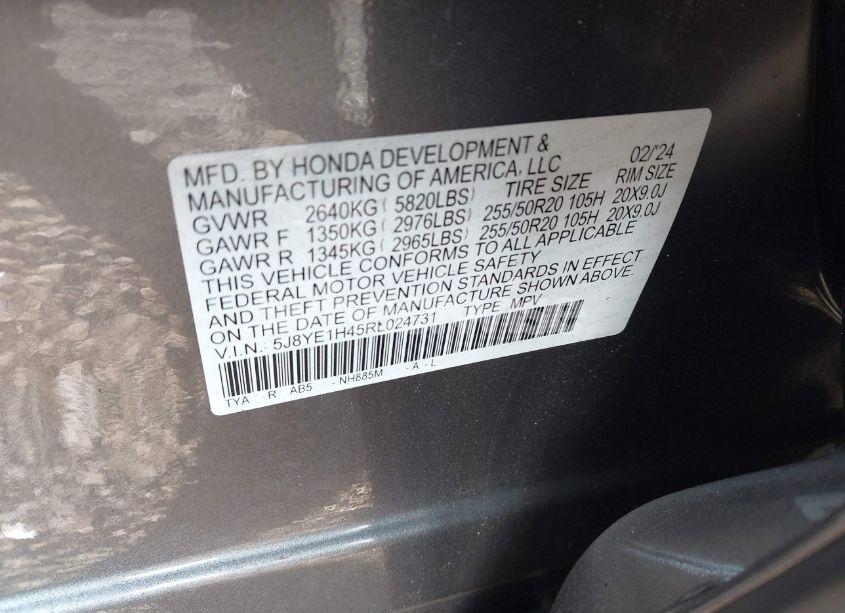 MFD. BY HONDA DEVELOPMENT & 02/'24
MANUFACTURING OF AMERICA, LLC
TIRE SIZE RIM SIZE
GVWR 2640KG ( 5820LBS)
GAWR F 1350KG ( 2976LBS) 255/50R20 105H 20X9.0J
GAWR R 1345KG ( 2965LBS) 255/50R20 105H 20X9.0J
THIS VEHICLE CONFORMS TO ALL APPLICABLE
FEDERAL MOTOR VEHICLE SAFETY
AND THEFT PREVENTION STANDARDS IN EFFECT
ON THE DATE OF MANUFACTURE SHOWN ABOVE.
V.I.N.: 5J8YE1H45RL024731 TYPE MPV
TYA R AB5 - NH885M - A - L